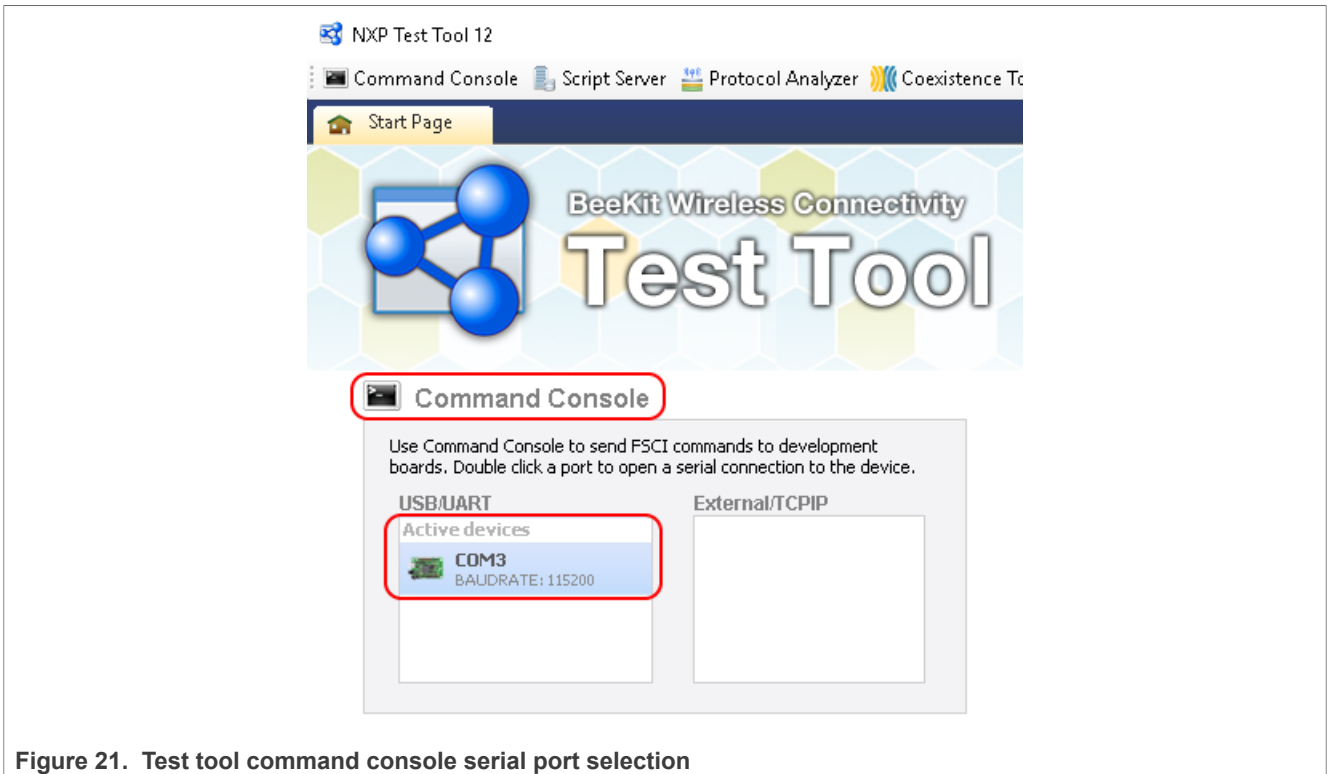 NXP Test Tool 12
Command Console Script Server Protocol Analyzer Coexistence To
Start Page
BeeKit Wireless Connectivity
Test Tool
Command Console
Use Command Console to send FSCI commands to development
boards. Double click a port to open a serial connection to the device.
USB/UART External/TCPIP
Active devices
COM3
BAUDRATE: 115200
Figure 21. Test tool command console serial port selection